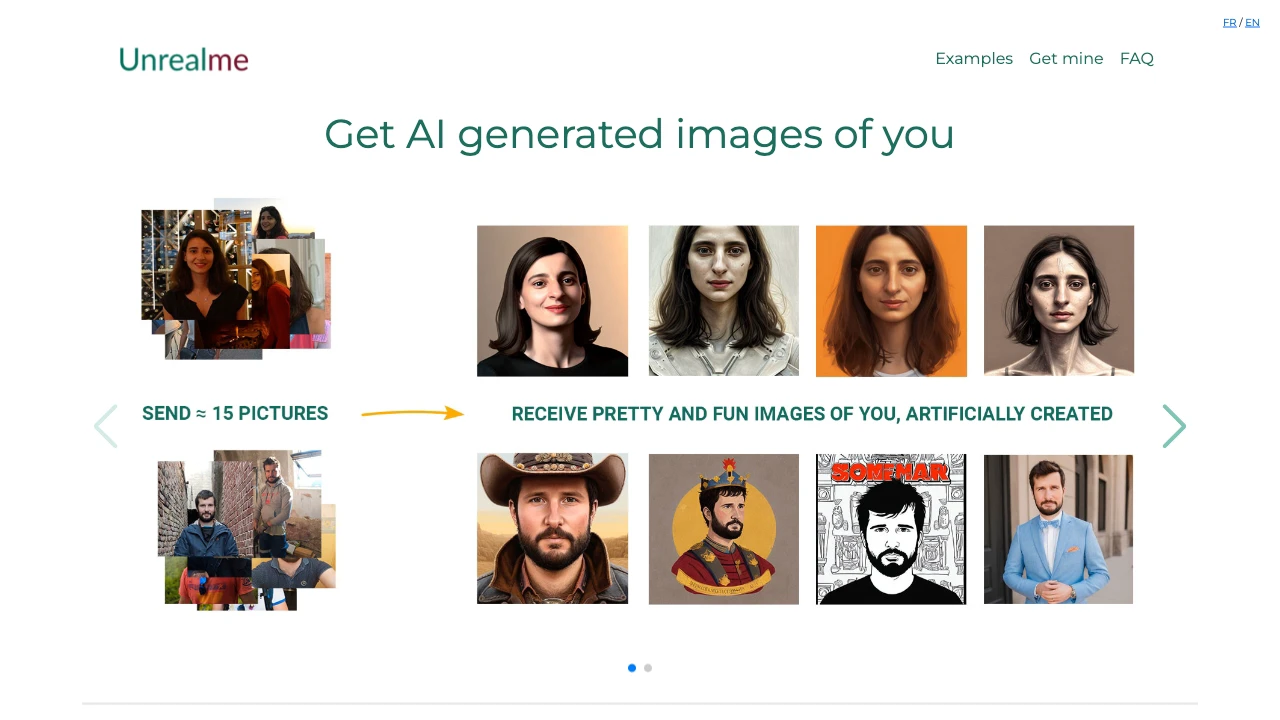 FR / EN
Unrealme
Examples Get mine FAQ
Get AI generated images of you
SEND ≈ 15 PICTURES
RECEIVE PRETTY AND FUN IMAGES OF YOU, ARTIFICIALLY CREATED